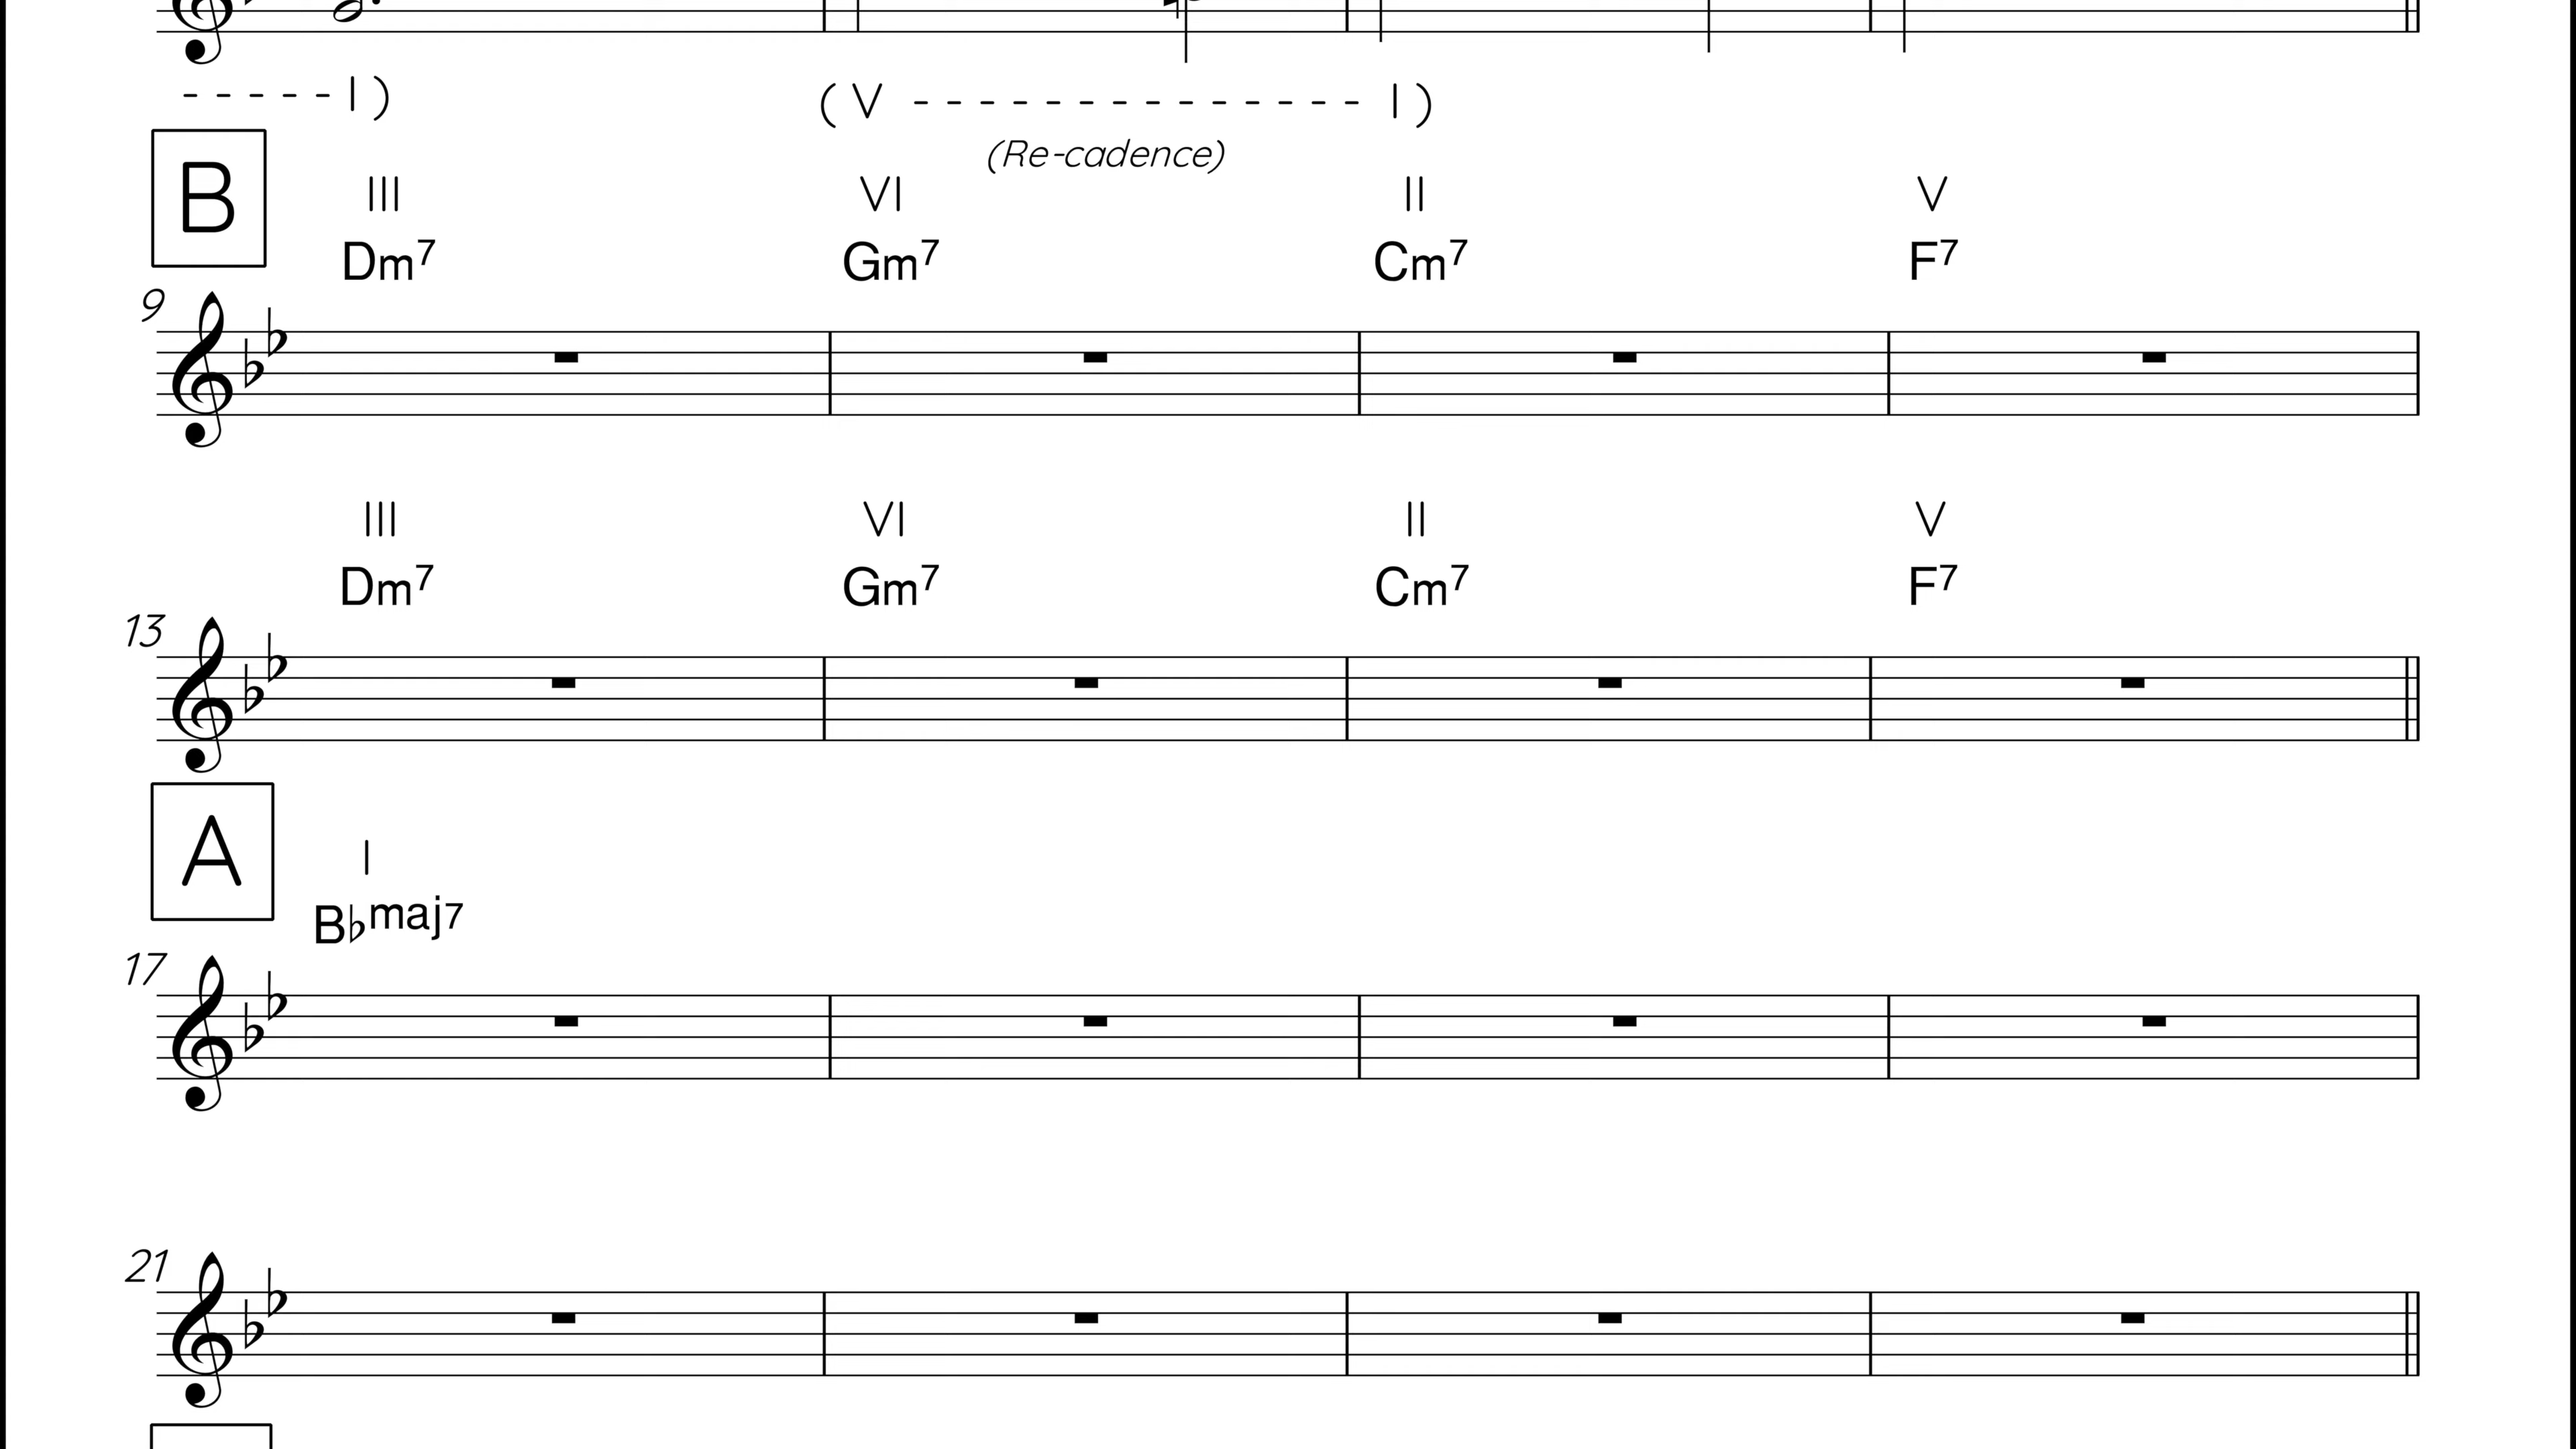 - - - - - I )
( V - - - - - - - - - - - - - - I )
(Re-cadence)
B
III VI II V
Dm7 Gm7 Cm7 F7
9
III VI II V
Dm7 Gm7 Cm7 F7
13
A
I
B♭maj7
17
21